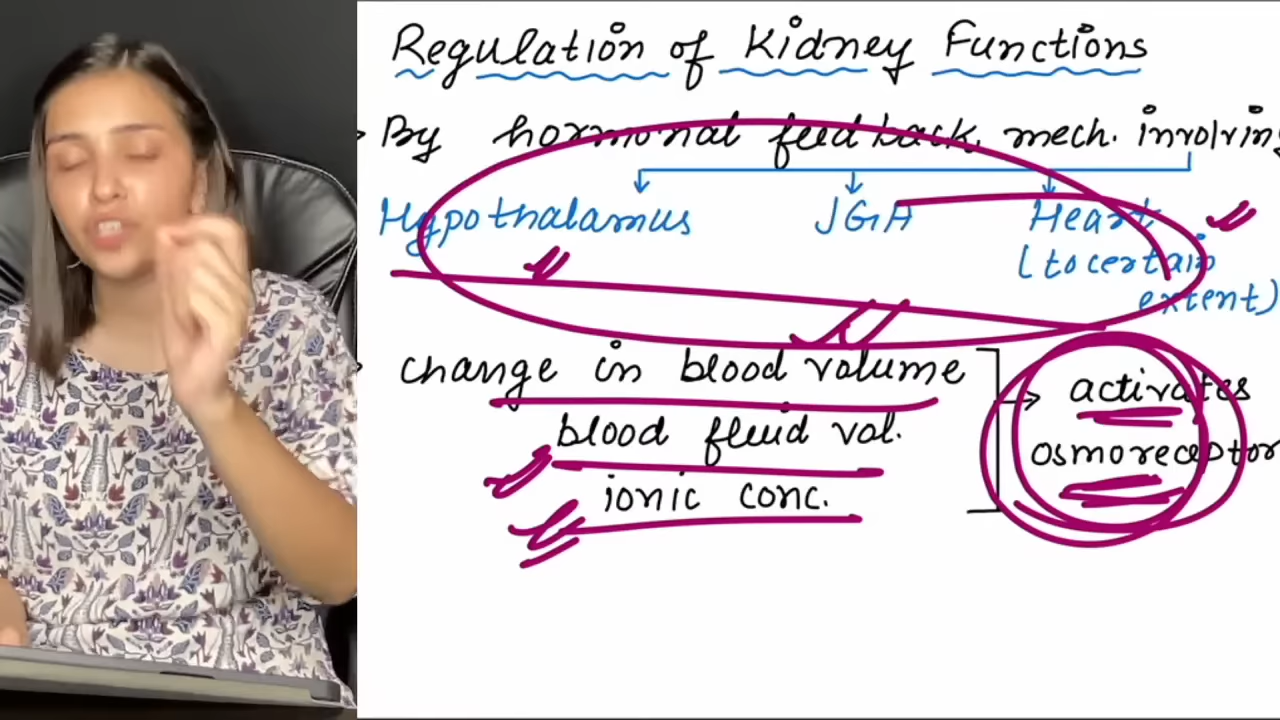 Regulation of Kidney Functions
By hormonal feedback mech. involving
Hypothalamus JGA Heart
(to certain extent)
change in blood volume
blood fluid vol.
ionic conc.
activates
osmoreceptor